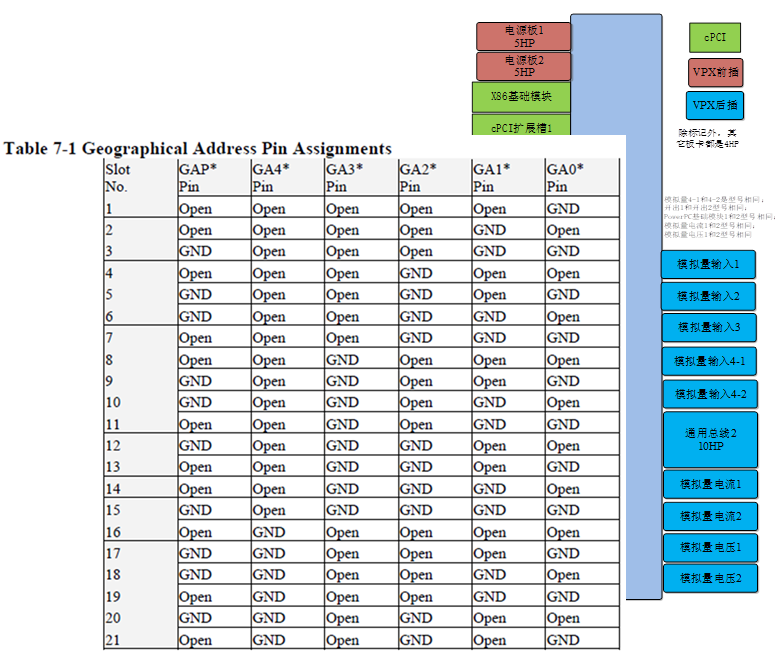 电源板1
5HP
电源板2
5HP
X86基础模块
cPCI扩展槽1
cPCI
VPX前插
VPX后插
除标记外，其
它板卡都是4HP
Table 7-1 Geographical Address Pin Assignments
Slot No. GAP* Pin GA4* Pin GA3* Pin GA2* Pin GA1* Pin GA0* Pin
1 Open Open Open Open Open GND
2 Open Open Open Open GND Open
3 GND Open Open Open GND GND
4 Open Open Open GND Open Open
5 GND Open Open GND Open GND
6 GND Open Open GND GND Open
7 Open Open Open GND GND GND
8 Open Open GND Open Open Open
9 GND Open GND Open Open GND
10 GND Open GND Open GND Open
11 Open Open GND Open GND GND
12 GND Open GND GND Open Open
13 Open Open GND GND Open GND
14 Open Open GND GND GND Open
15 GND Open GND GND GND GND
16 Open GND Open Open Open Open
17 GND GND Open Open Open GND
18 GND GND Open Open GND Open
19 Open GND Open Open GND GND
20 GND GND Open GND Open Open
21 Open GND Open GND Open GND
模拟量4-1和4-2是型号相同；
开出1和开出2型号相同；
PowerPC基础模块1和2型号相同；
模拟量电流1和2型号相同；
模拟量电压1和2型号相同
模拟量输入1
模拟量输入2
模拟量输入3
模拟量输入4-1
模拟量输入4-2
通用总线2
10HP
模拟量电流1
模拟量电流2
模拟量电压1
模拟量电压2